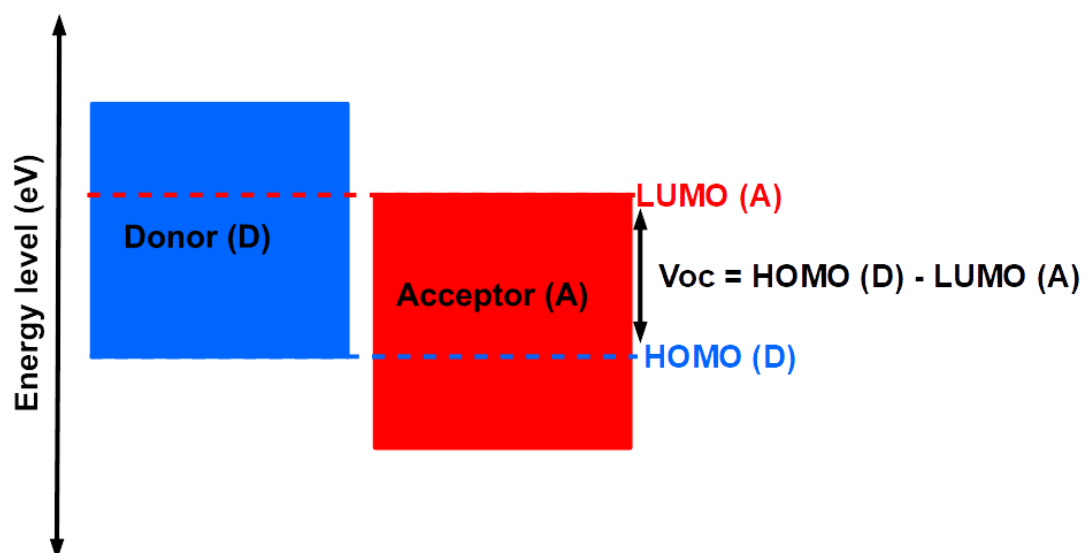 Energy level (eV)
Donor (D)
Acceptor (A)
LUMO (A)
Voc = HOMO (D) - LUMO (A)
HOMO (D)